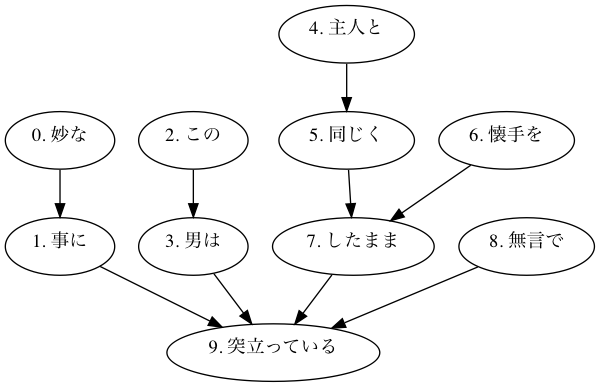 4. 主人と
0. 妙な
2. この
5. 同じく
6. 懐手を
1. 事に
3. 男は
7. したまま
8. 無言で
9. 突立っている